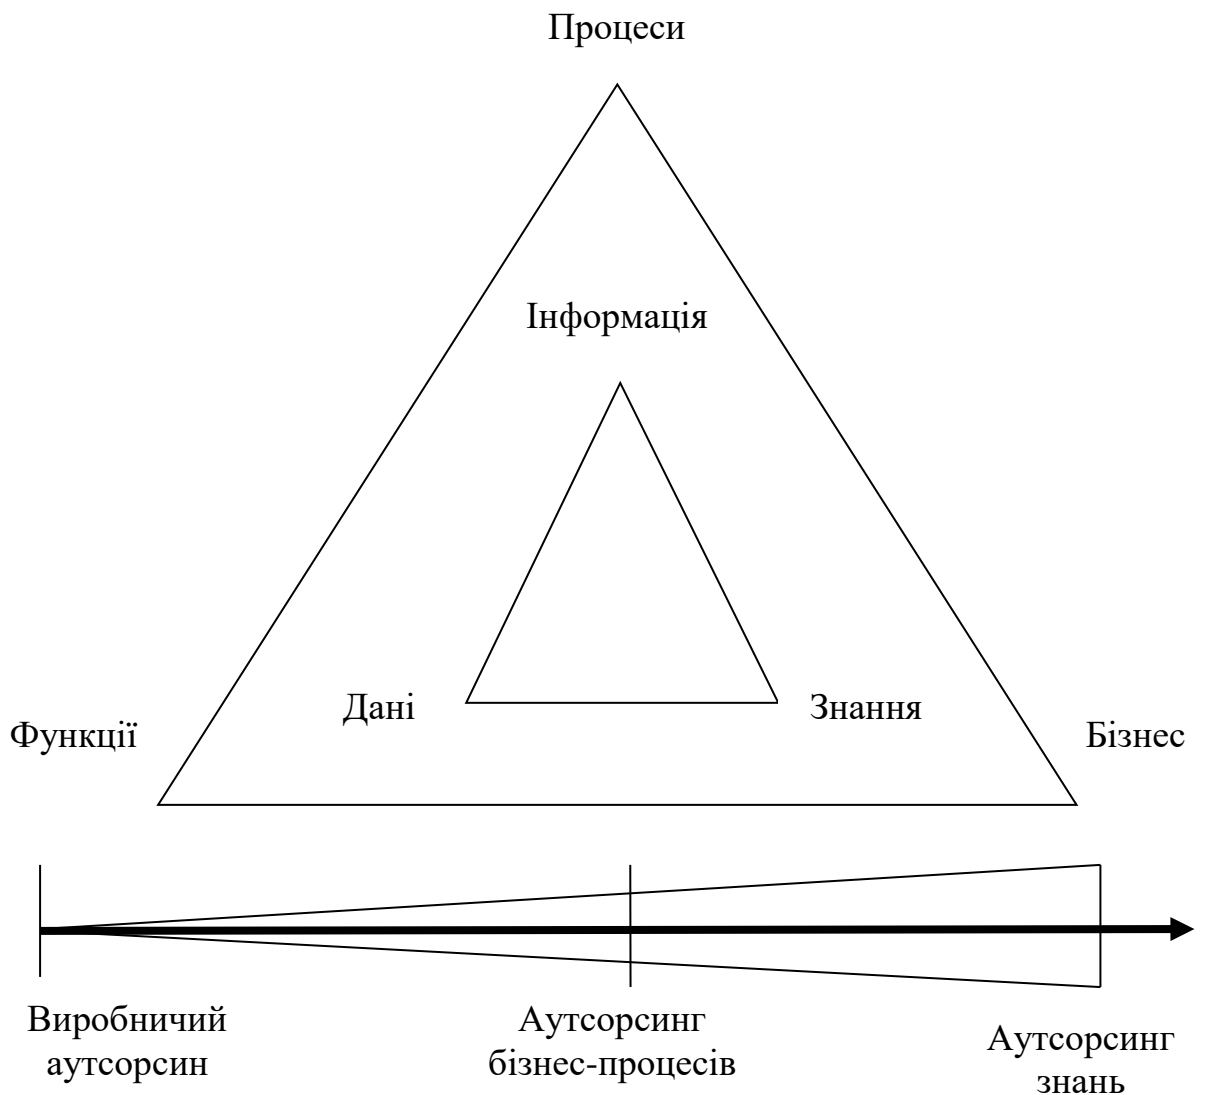 Процеси
Інформація
Дані
Знання
Функції
Бізнес
Виробничий
аутсорсин
Аутсорсинг
бізнес-процесів
Аутсорсинг
знань